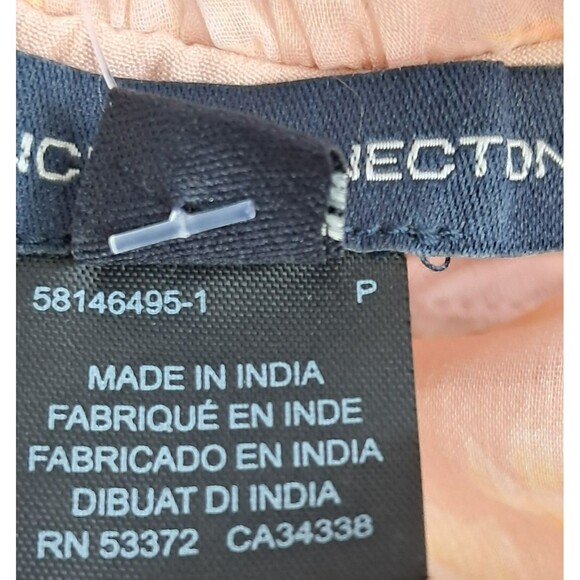 58146495-1 P
MADE IN INDIA
FABRIQUÉ EN INDE
FABRICADO EN INDIA
DIBUAT DI INDIA
RN 53372 CA34338